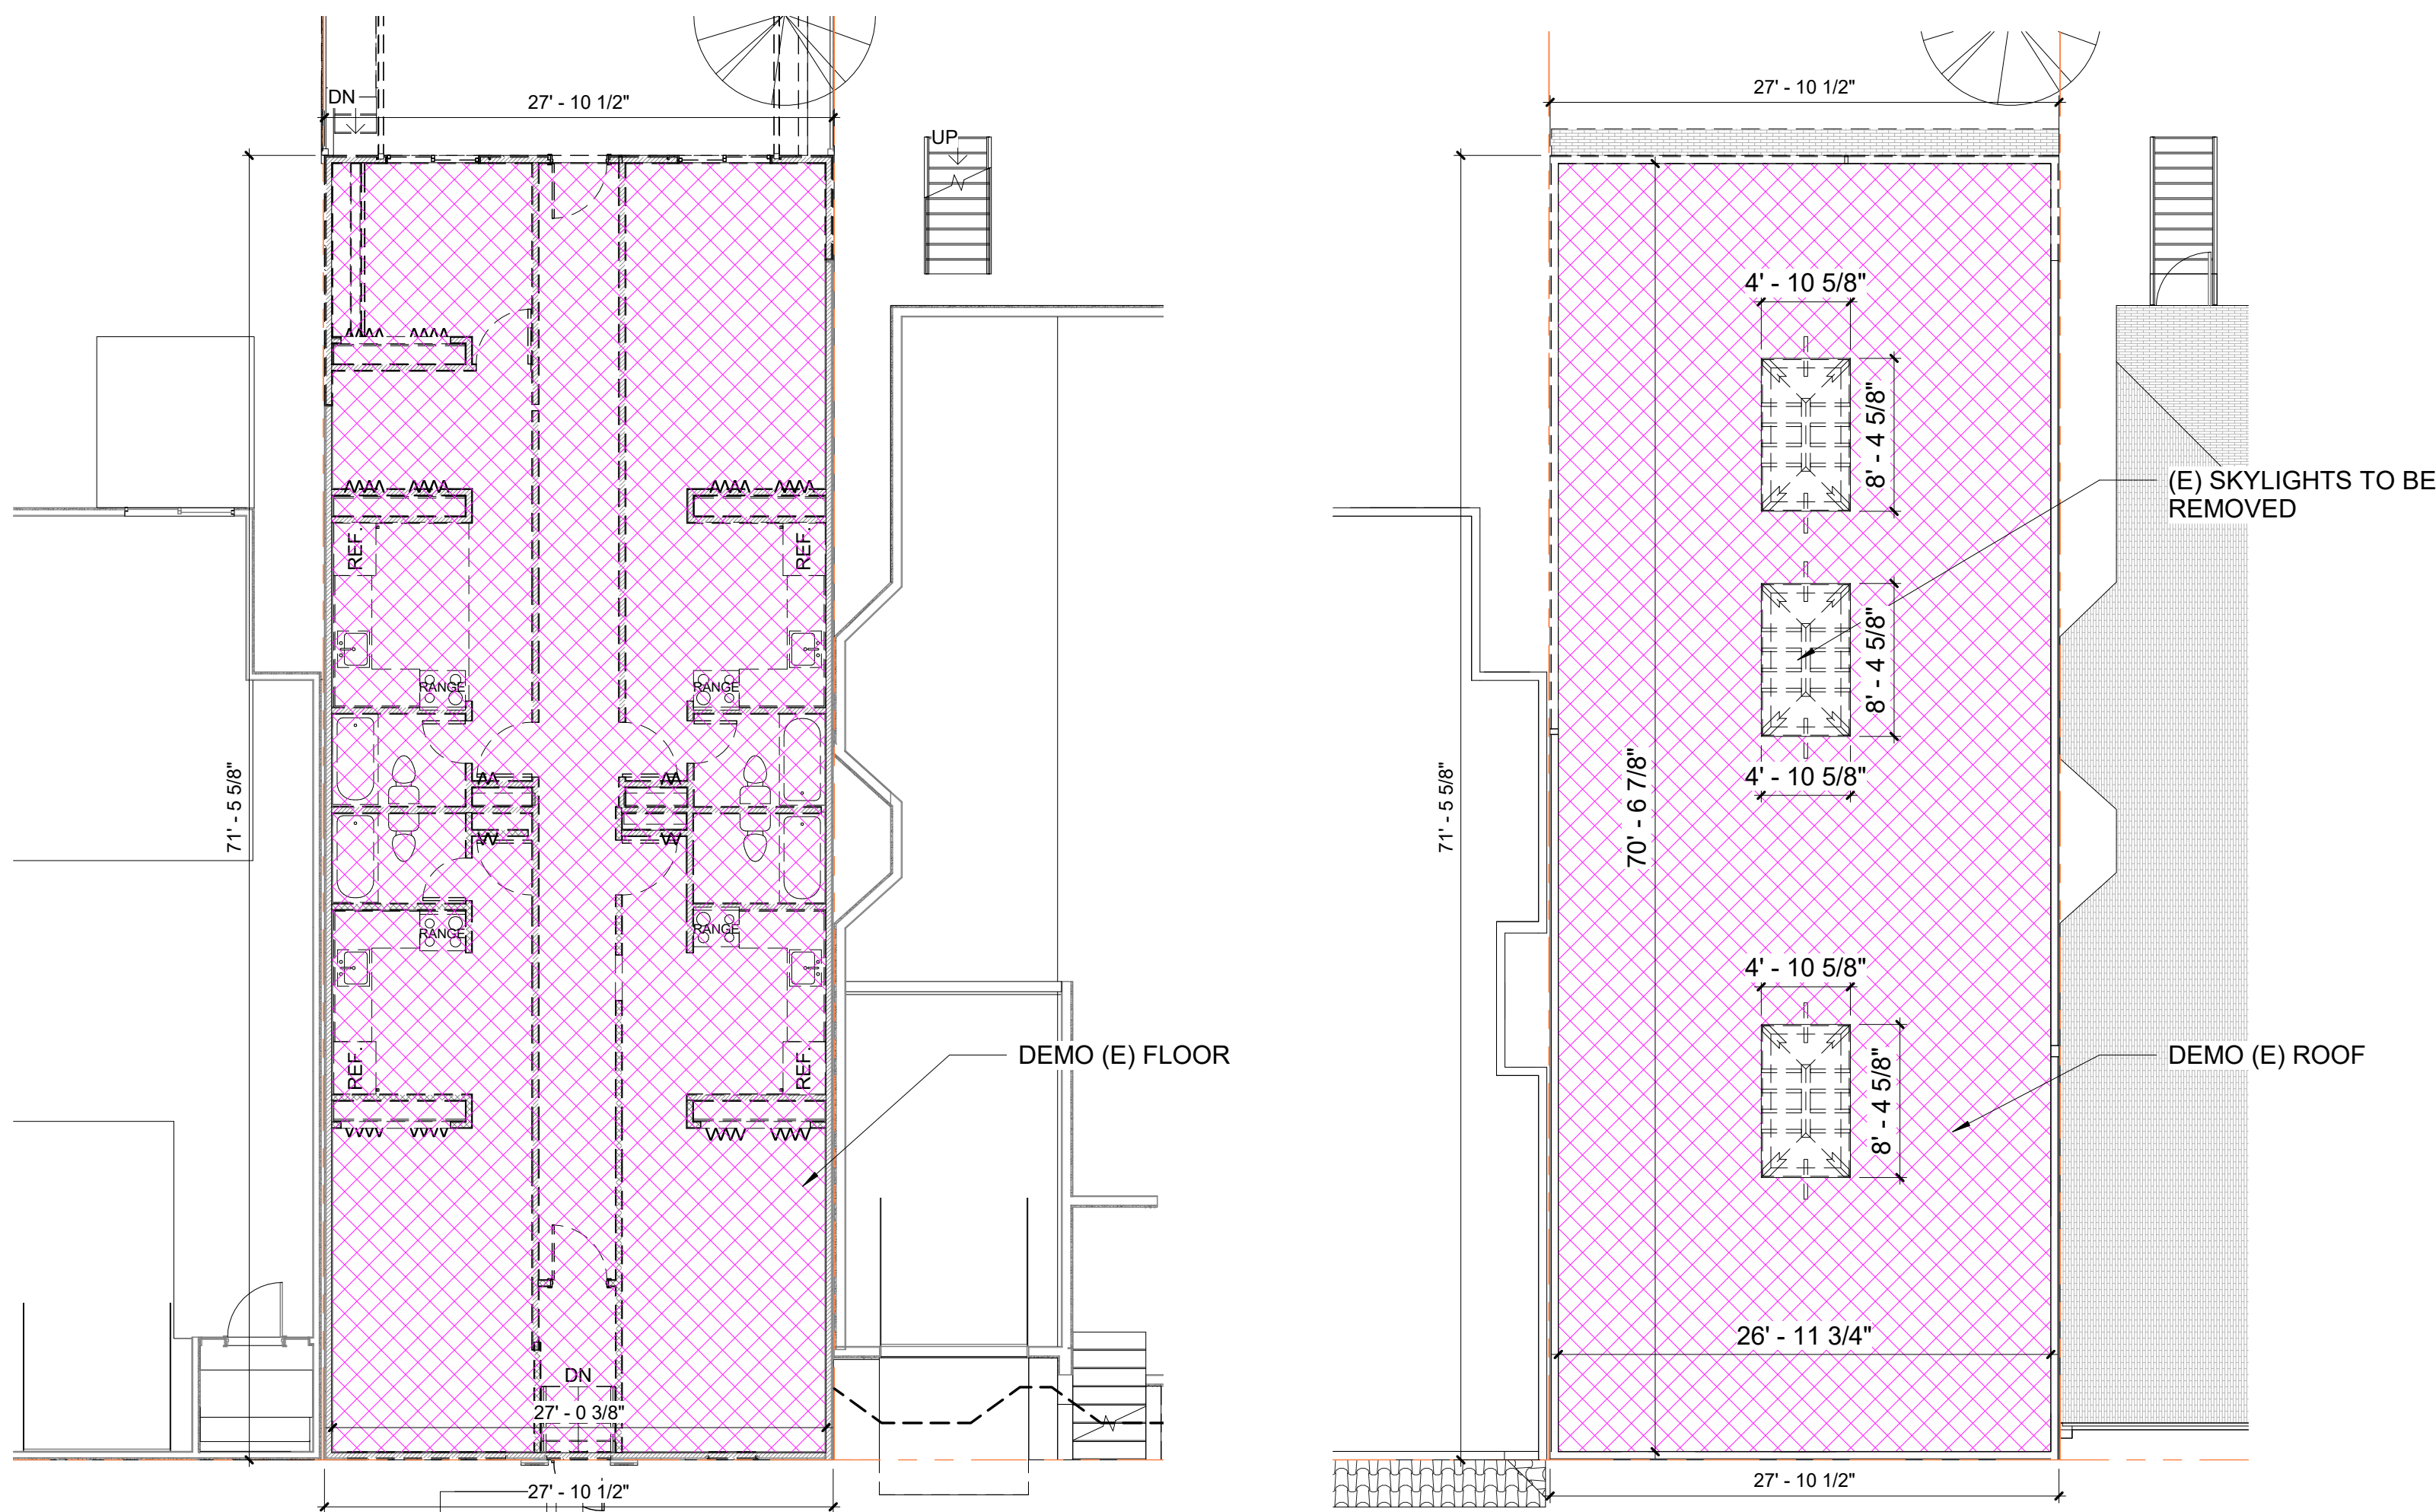 DN
27' - 10 1/2"
UP
REF.
REF.
RANGE
RANGE
71' - 5 5/8"
RANGE
RANGE
REF.
REF.
DEMO (E) FLOOR
DN
27' - 0 3/8"
27' - 10 1/2"
27' - 10 1/2"
4' - 10 5/8"
8' - 4 5/8"
(E) SKYLIGHTS TO BE
REMOVED
8' - 4 5/8"
4' - 10 5/8"
71' - 5 5/8"
70' - 6 7/8"
4' - 10 5/8"
8' - 4 5/8"
DEMO (E) ROOF
26' - 11 3/4"
27' - 10 1/2"